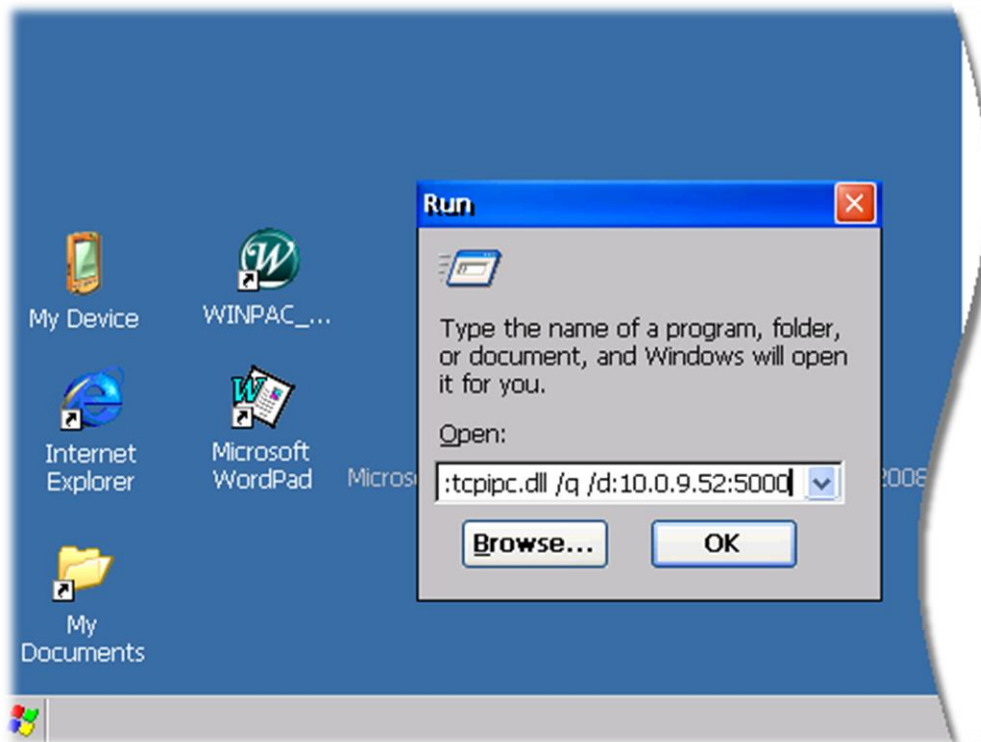 Run
My Device
WINPAC_...
Type the name of a program, folder,
or document, and Windows will open
it for you.
Open:
Internet
Explorer
Microsoft
WordPad
:tcpipc.dll /q /d:10.0.9.52:5000
2008
Browse...
OK
My
Documents